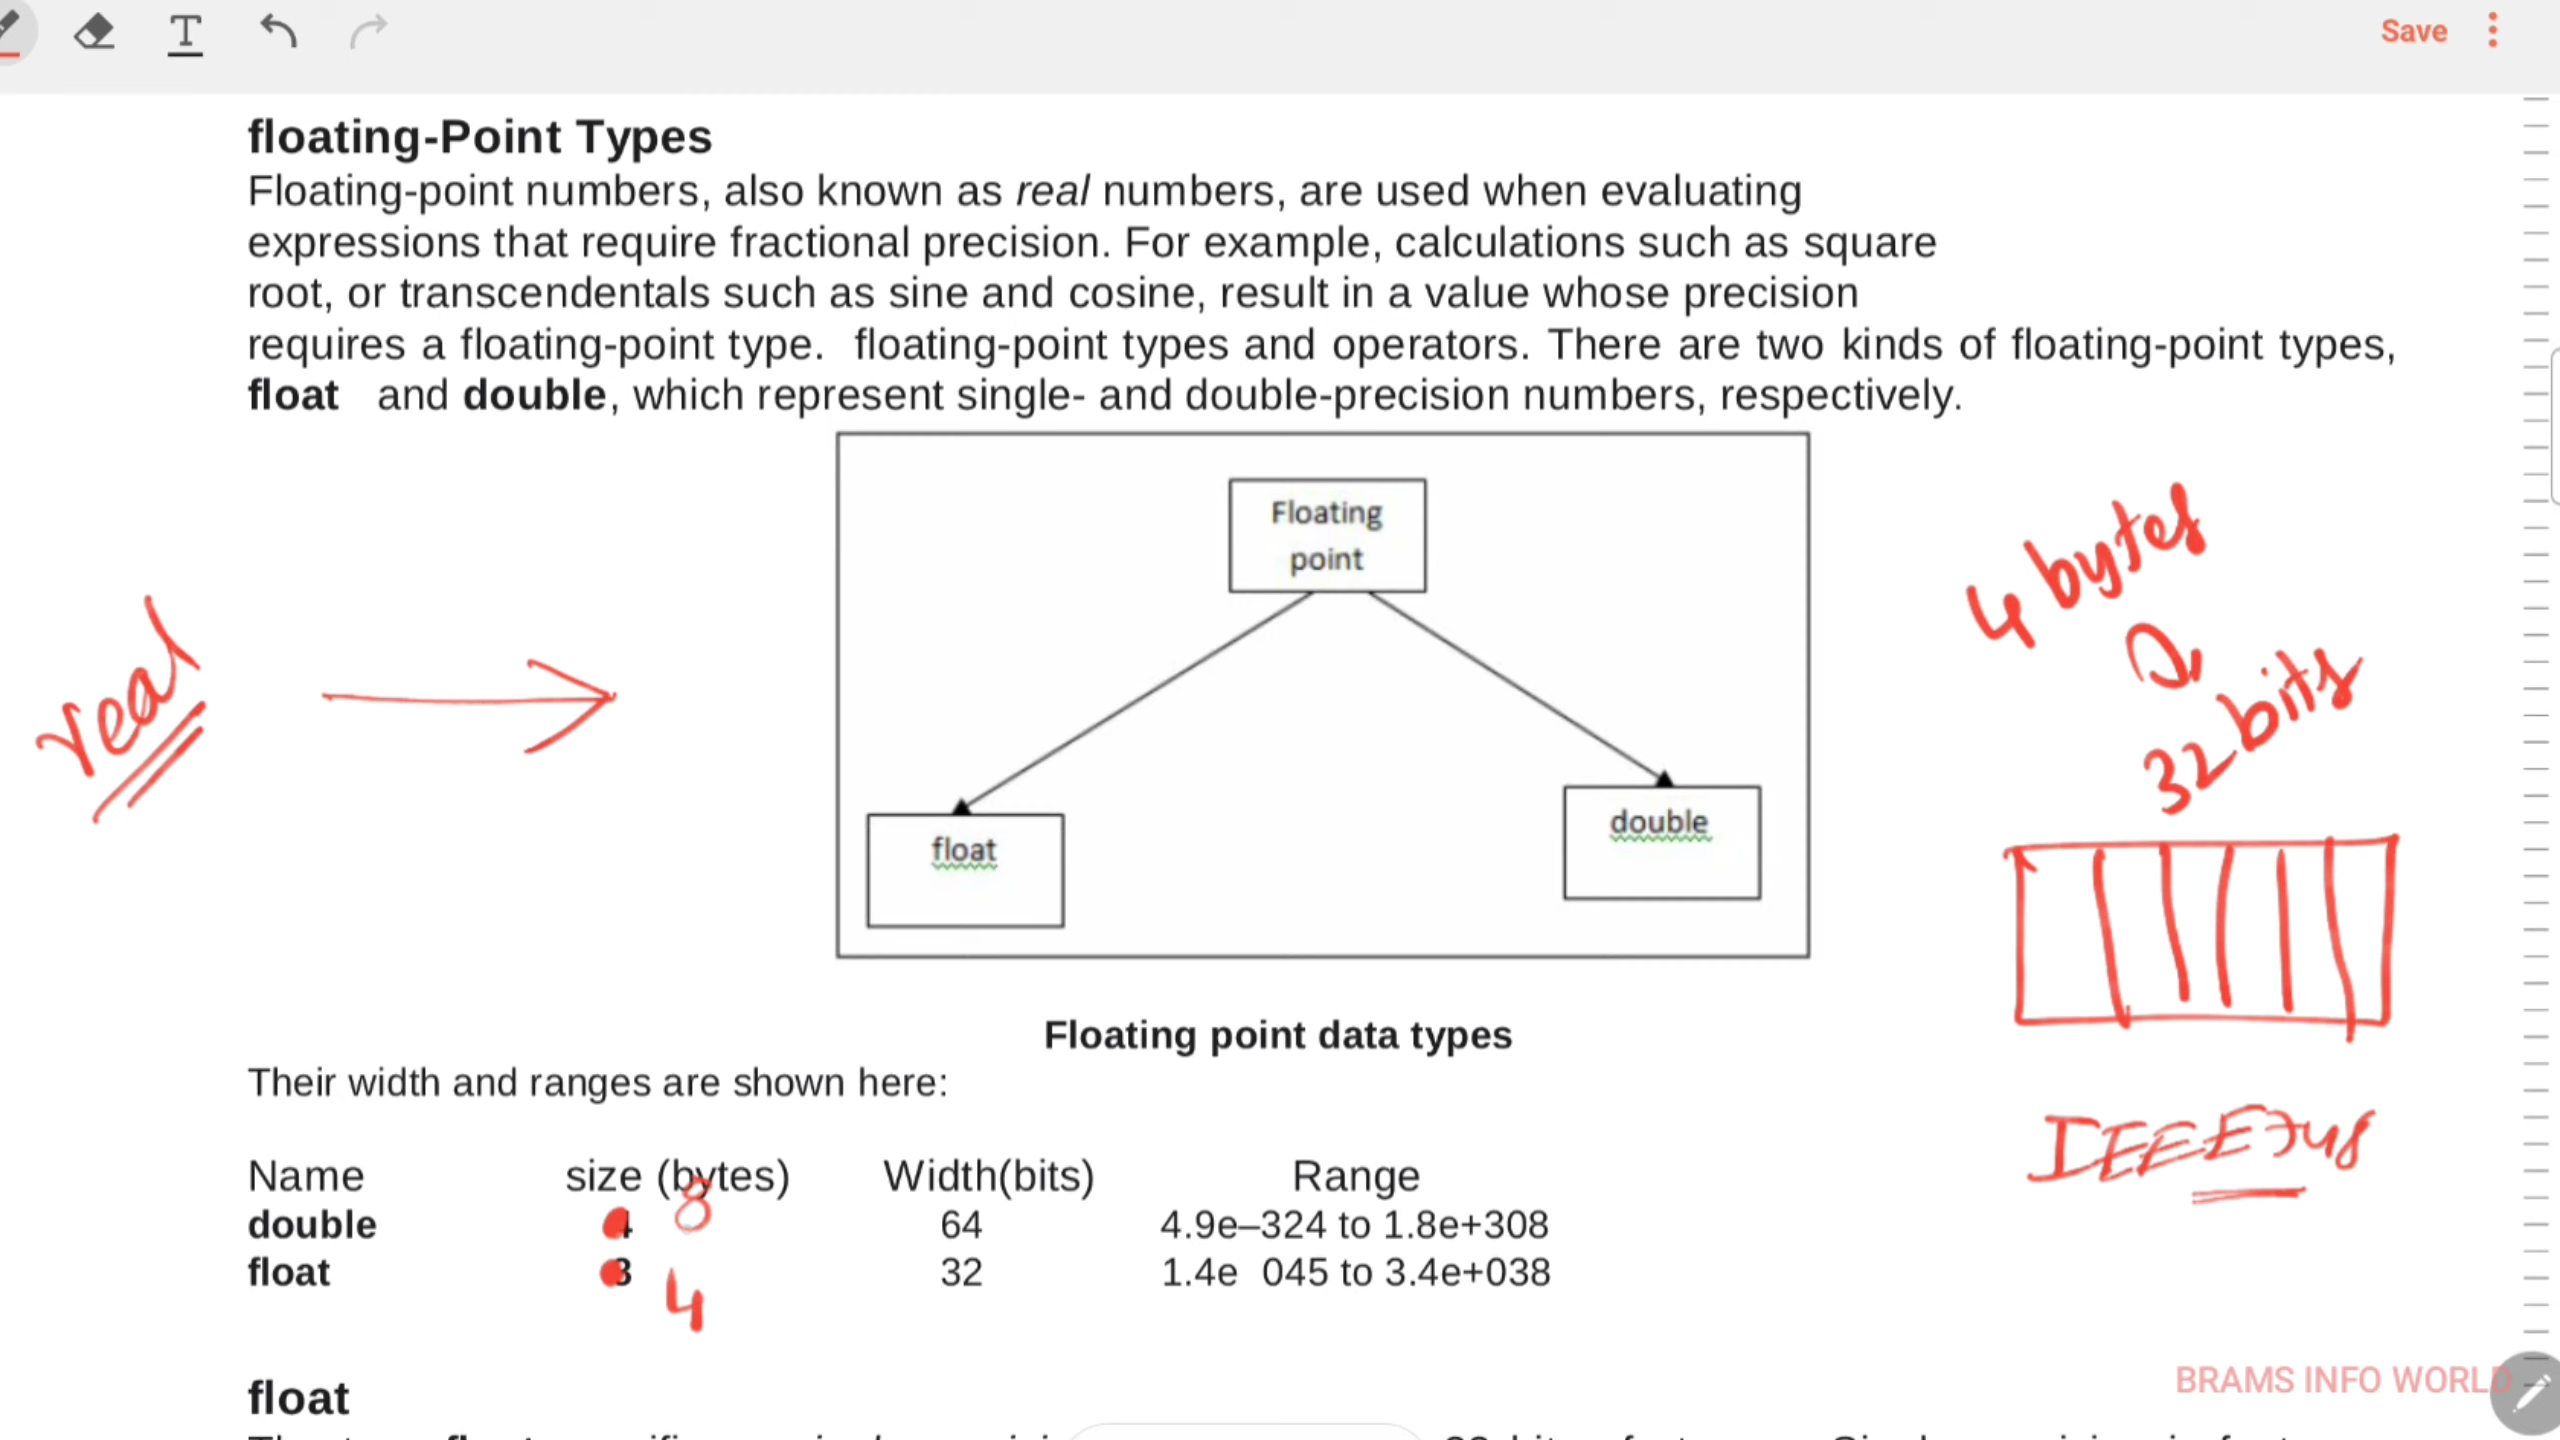 Save
floating-Point Types
Floating-point numbers, also known as real numbers, are used when evaluating
expressions that require fractional precision. For example, calculations such as square
root, or transcendentals such as sine and cosine, result in a value whose precision
requires a floating-point type. floating-point types and operators. There are two kinds of floating-point types,
float and double, which represent single- and double-precision numbers, respectively.
Floating
point
4 bytes
32 bits
real
double
float
Floating point data types
Their width and ranges are shown here:
Name size (bytes) Width(bits) Range
8
double 4 64 4.9e–324 to 1.8e+308
float 3 32 1.4e 045 to 3.4e+038
4
BRAMS INFO WORLD
float